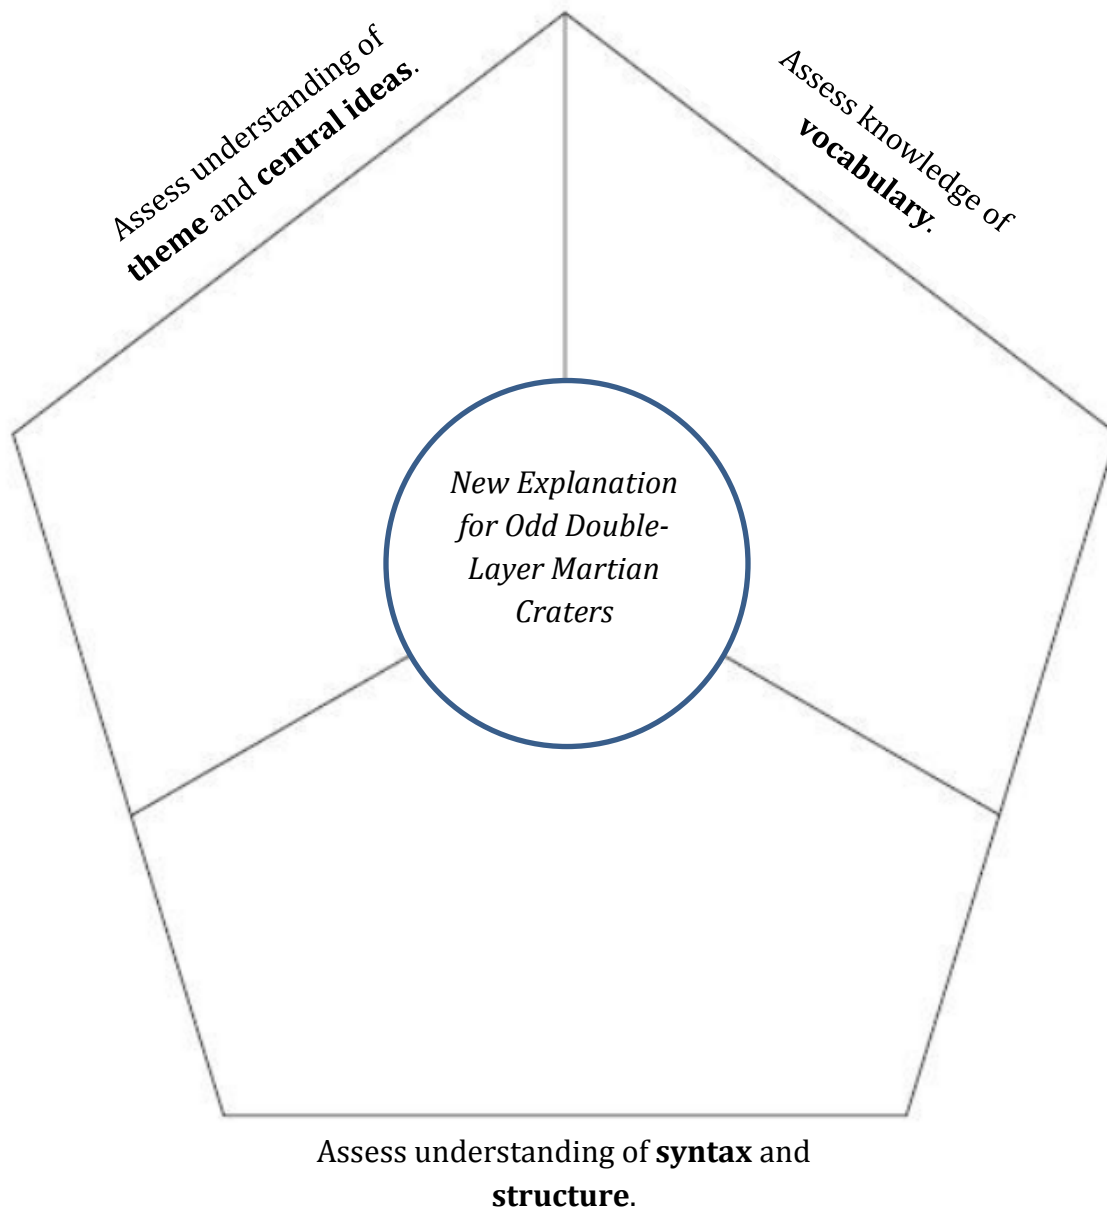 Assess understanding of
theme and central ideas.
Assess knowledge of
vocabulary.
New Explanation
for Odd Double-
Layer Martian
Craters
Assess understanding of syntax and
structure.